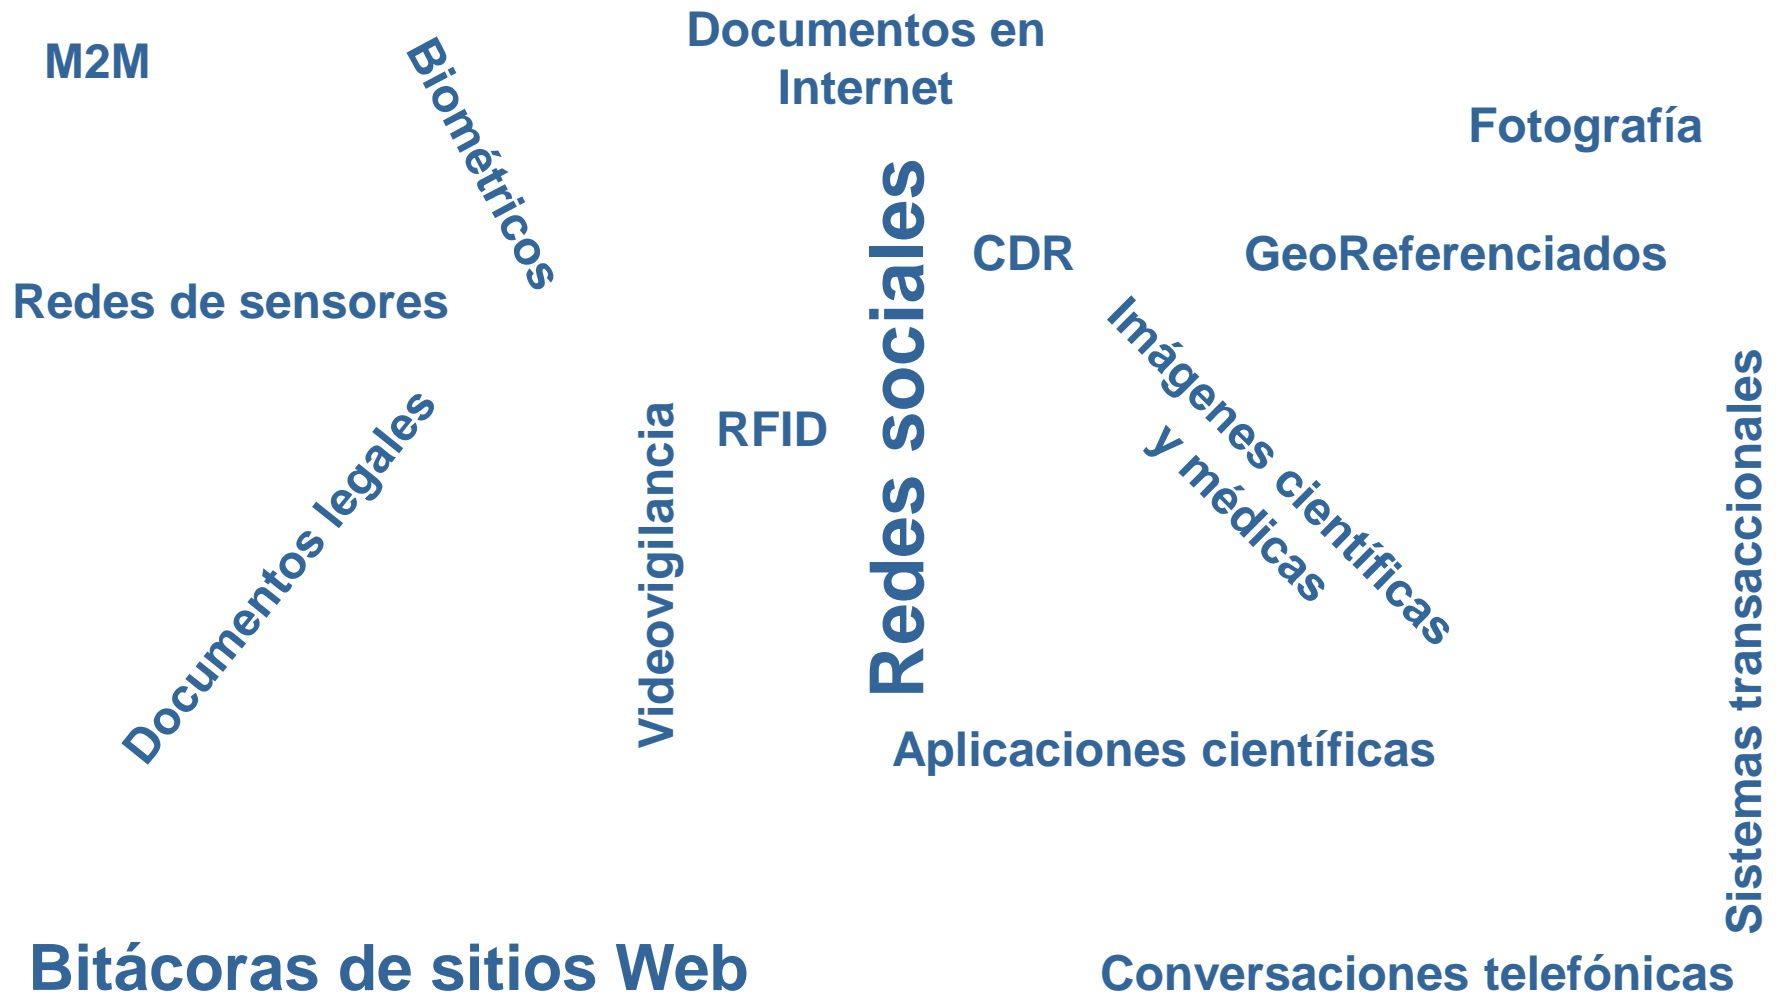 M2M
Biométricos
Documentos en
Internet
Fotografía
Redes sociales
CDR
GeoReferenciados
Redes de sensores
Imágenes científicas
y médicas
Sistemas transaccionales
Documentos legales
Videovigilancia
RFID
Aplicaciones científicas
Bitácoras de sitios Web
Conversaciones telefónicas